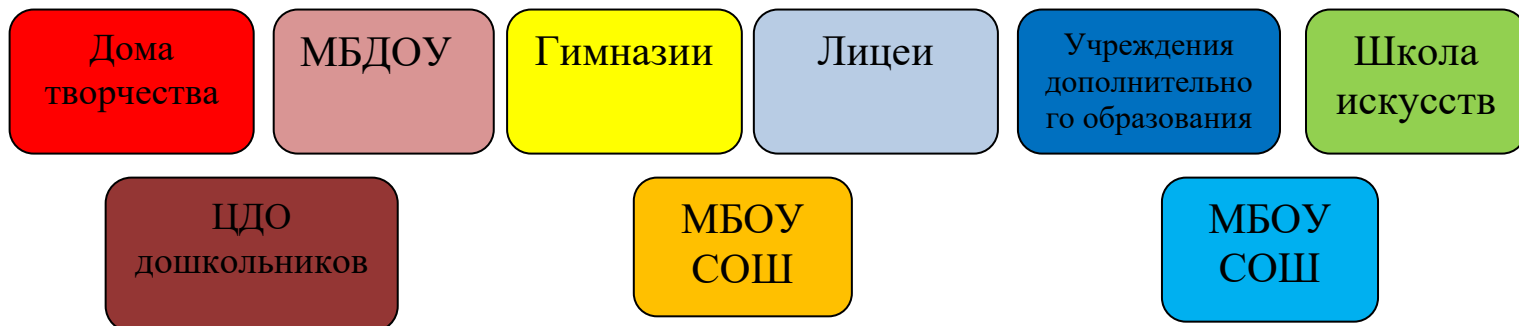 Дома
творчества
МБДОУ
Гимназии
Лицеи
Учреждения
дополнительно
го образования
Школа
искусств
ЦДО
дошкольников
МБОУ
СОШ
МБОУ
СОШ